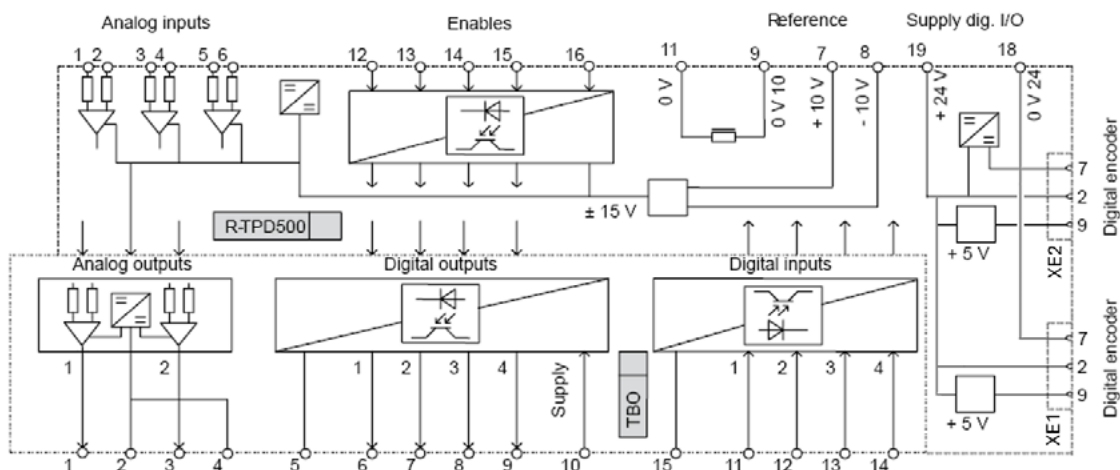 Analog inputs Enables Reference Supply dig. I/O
1 2 3 4 5 6 12 13 14 15 16 11 9 7 8 19 18
0 V 0 V 10 +10 V - 10 V + 24 V 0 V 24
7
± 15 V 2
R-TPD500 9
+ 5 V
XE2
Digital encoder
Analog outputs Digital outputs Digital inputs
1 2 1 2 3 4 Supply 1 2 3 4
TBO
7
2
9
+ 5 V
XE1
Digital encoder
1 2 3 4 5 6 7 8 9 10 15 11 12 13 14